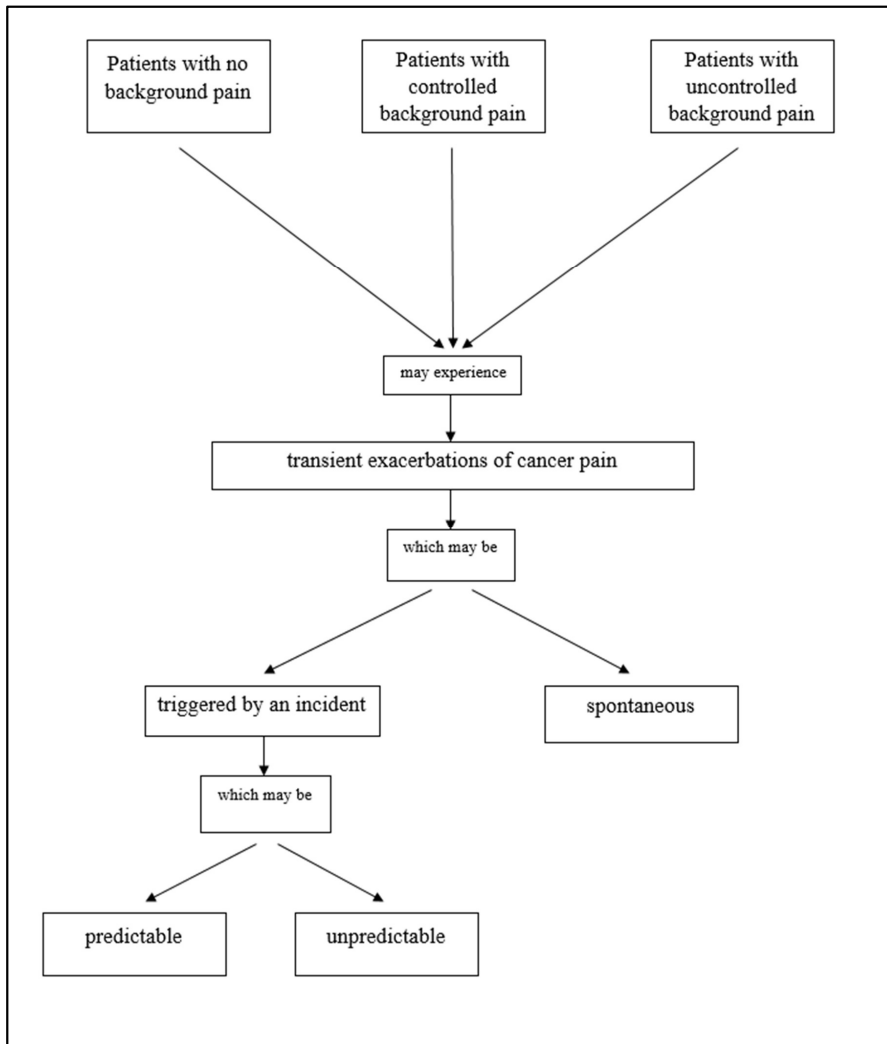 Patients with no
background pain
Patients with
controlled
background pain
Patients with
uncontrolled
background pain
may experience
transient exacerbations of cancer pain
which may be
triggered by an incident
spontaneous
which may be
predictable
unpredictable